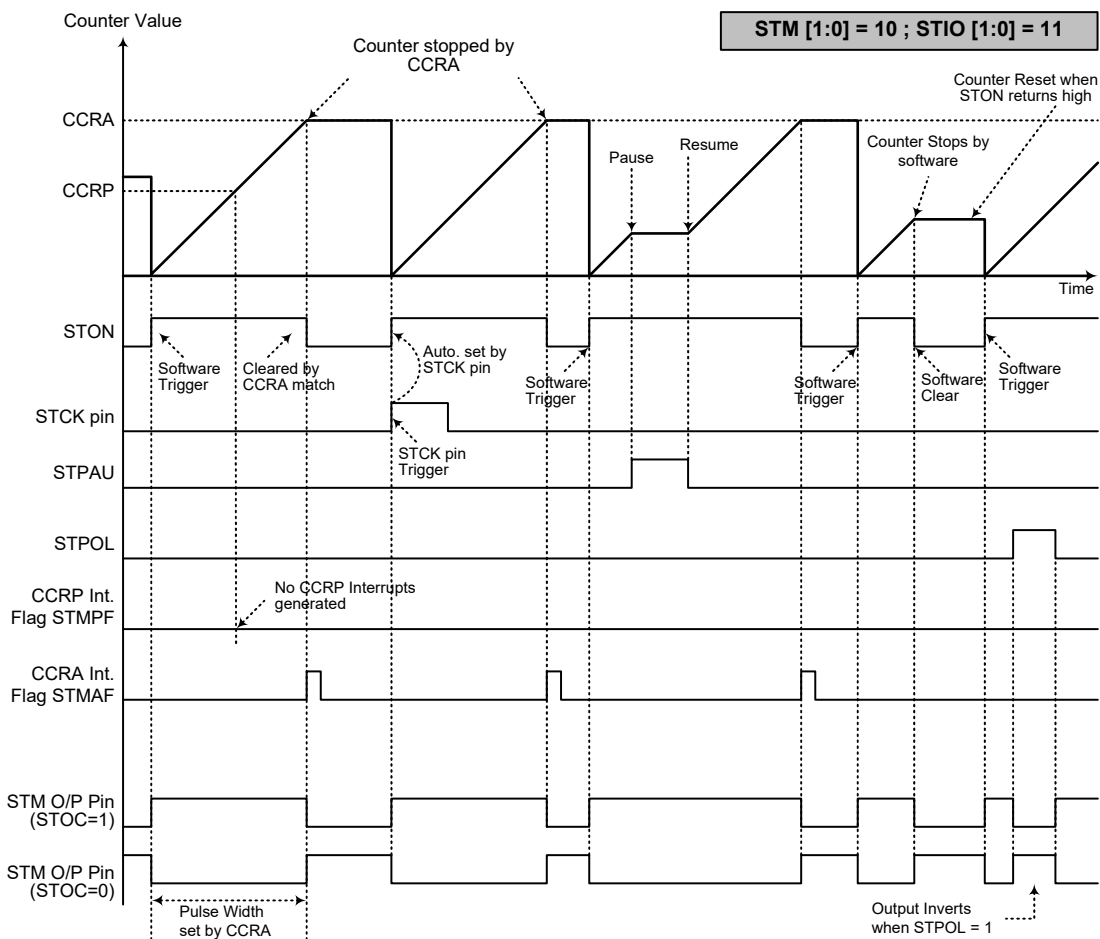 Counter Value
STM [1:0] = 10 ; STIO [1:0] = 11
Counter stopped by
CCRA
Counter Reset when
STON returns high
CCRA
Pause
Resume
Counter Stops by
software
CCRP
Time
STON
Software
Trigger
Cleared by
CCRA match
Auto. set by
STCK pin
Software
Trigger
Software
Trigger
Software
Clear
Software
Trigger
STCK pin
STCK pin
Trigger
STPAU
STPOL
CCRP Int.
Flag STMPF
No CCRP Interrupts
generated
CCRA Int.
Flag STMAF
STM O/P Pin
(STOC=1)
STM O/P Pin
(STOC=0)
Pulse Width
set by CCRA
Output Inverts
when STPOL = 1